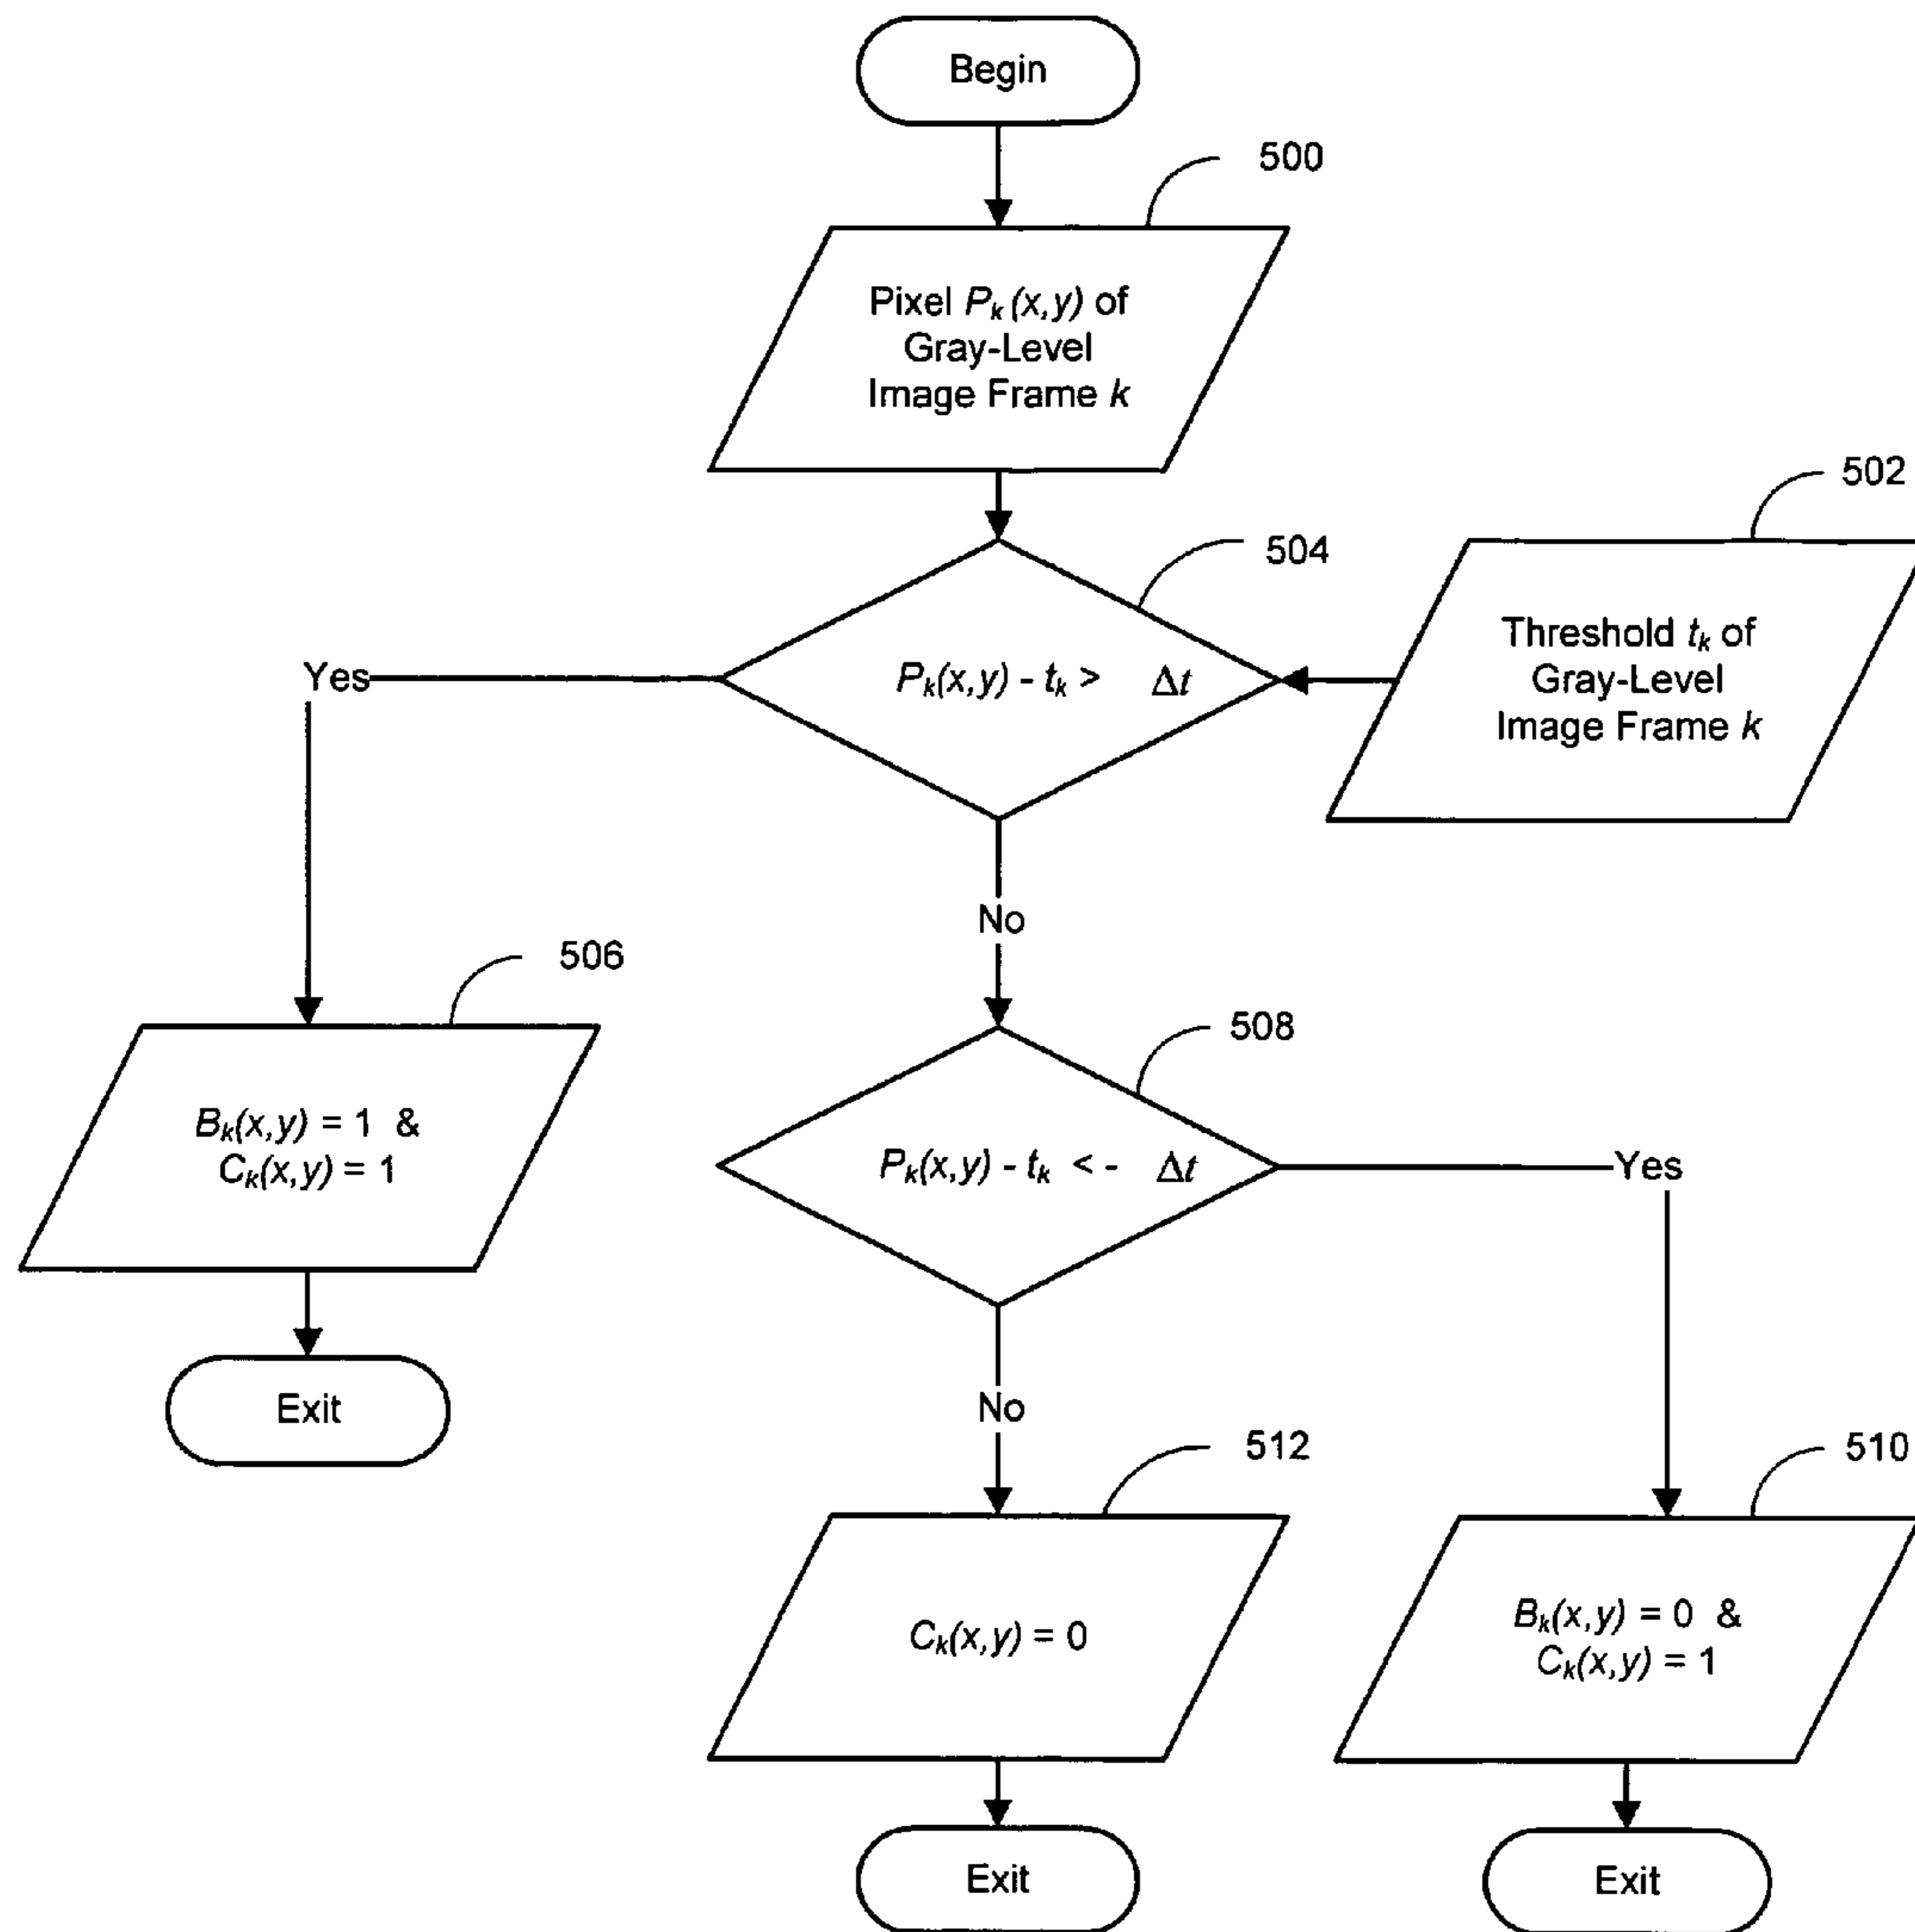 Begin
500
Pixel Pk(x,y) of
Gray-Level
Image Frame k
502
504
Threshold tk of
Gray-Level
Image Frame k
Pk(x,y) - tk > Δt
Yes
No
506
508
Bk(x,y) = 1 &
Ck(x,y) = 1
Pk(x,y) - tk < - Δt
Yes
Exit
No
512
510
Ck(x,y) = 0
Bk(x,y) = 0 &
Ck(x,y) = 1
Exit
Exit